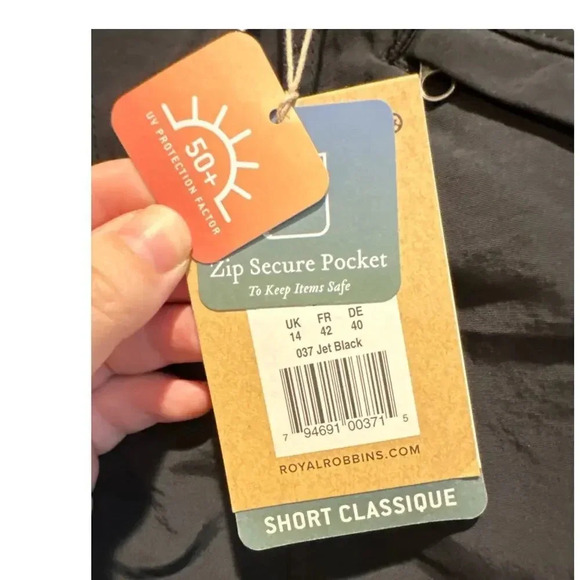 50+
UV PROTECTION FACTOR
®
Zip Secure Pocket
To Keep Items Safe
UK FR DE
14 42 40
037 Jet Black
7 94691 00371 5
ROYALROBBINS.COM
SHORT CLASSIQUE